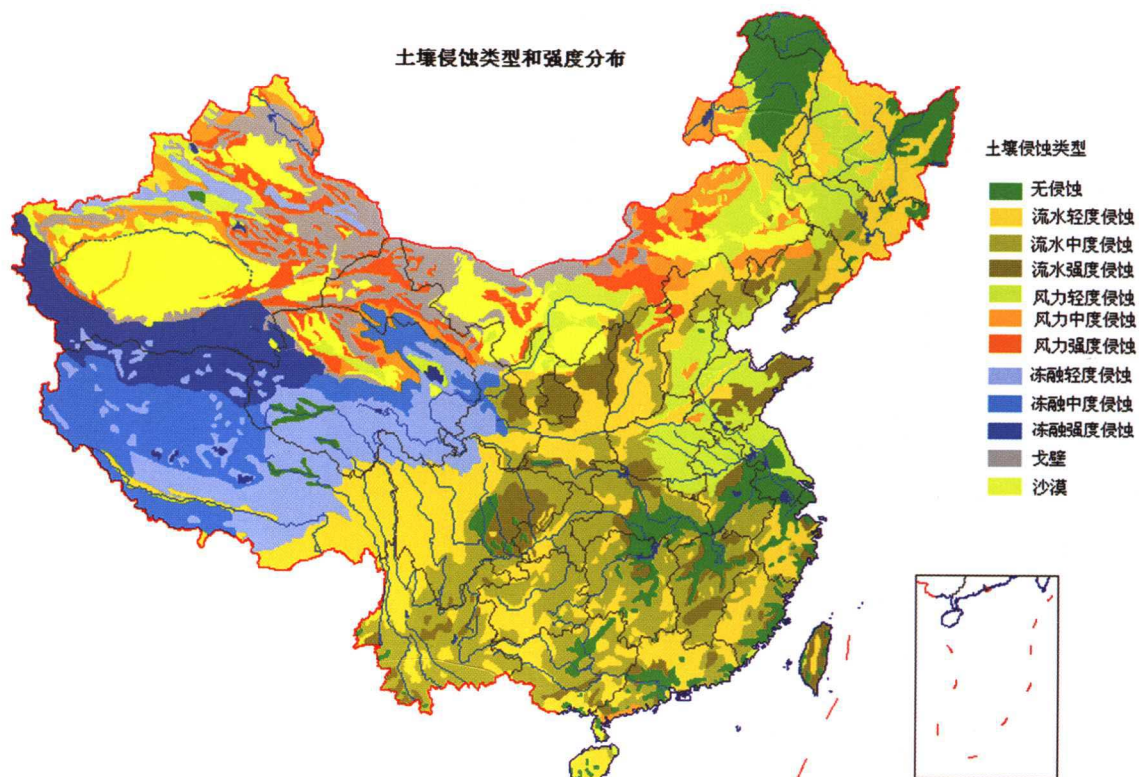 土壤侵蚀类型和强度分布
土壤侵蚀类型
无侵蚀
流水轻度侵蚀
流水中度侵蚀
流水强度侵蚀
风力轻度侵蚀
风力中度侵蚀
风力强度侵蚀
冻融轻度侵蚀
冻融中度侵蚀
冻融强度侵蚀
戈壁
沙漠